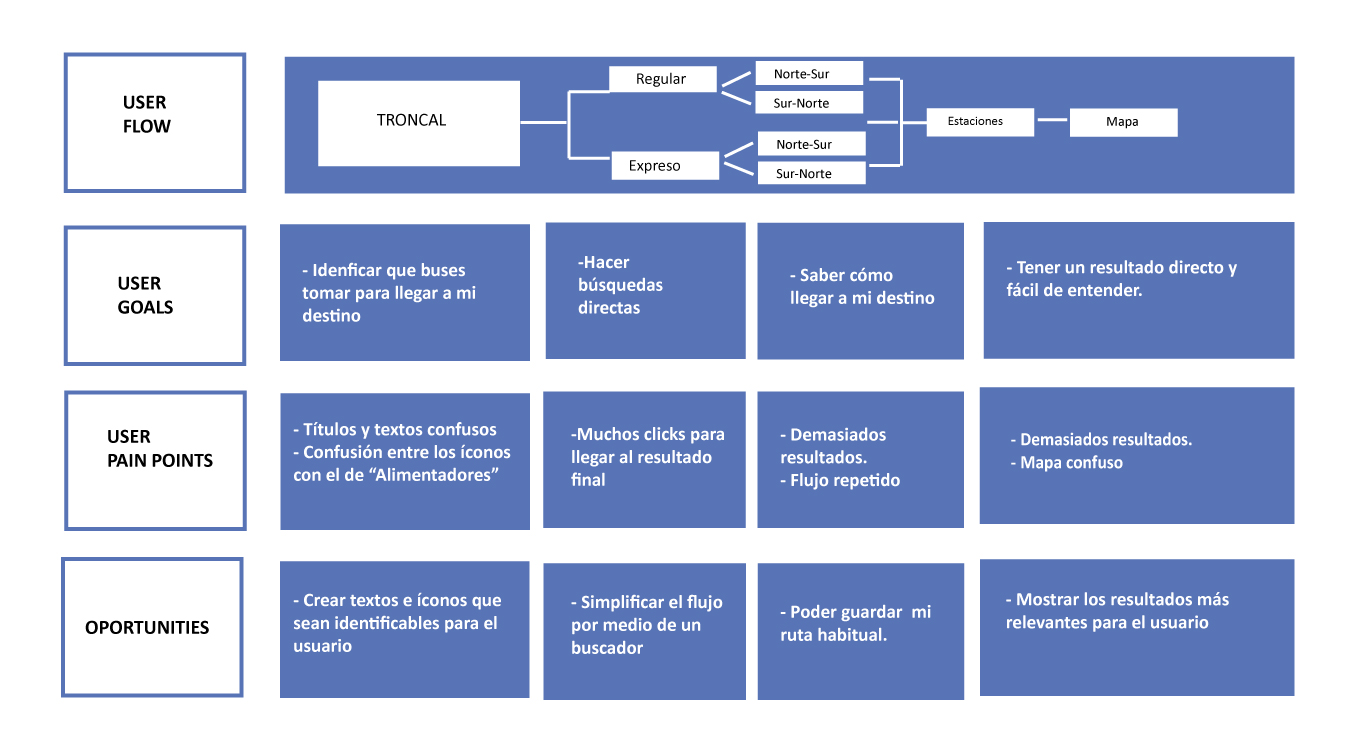 USER
FLOW
TRONCAL
Regular
Expreso
Norte-Sur
Sur-Norte
Norte-Sur
Sur-Norte
Estaciones
Mapa
USER
GOALS
- Idenficar que buses
tomar para llegar a mi
destino
-Hacer
búsquedas
directas
- Saber cómo
llegar a mi destino
- Tener un resultado directo y
fácil de entender.
USER
PAIN POINTS
- Títulos y textos confusos
- Confusión entre los íconos
con el de “Alimentadores”
-Muchos clicks para
llegar al resultado
final
- Demasiados
resultados.
- Flujo repetido
- Demasiados resultados.
- Mapa confuso
OPORTUNITIES
- Crear textos e íconos que
sean identificables para el
usuario
- Simplificar el flujo
por medio de un
buscador
- Poder guardar  mi
ruta habitual.
- Mostrar los resultados más
relevantes para el usuario